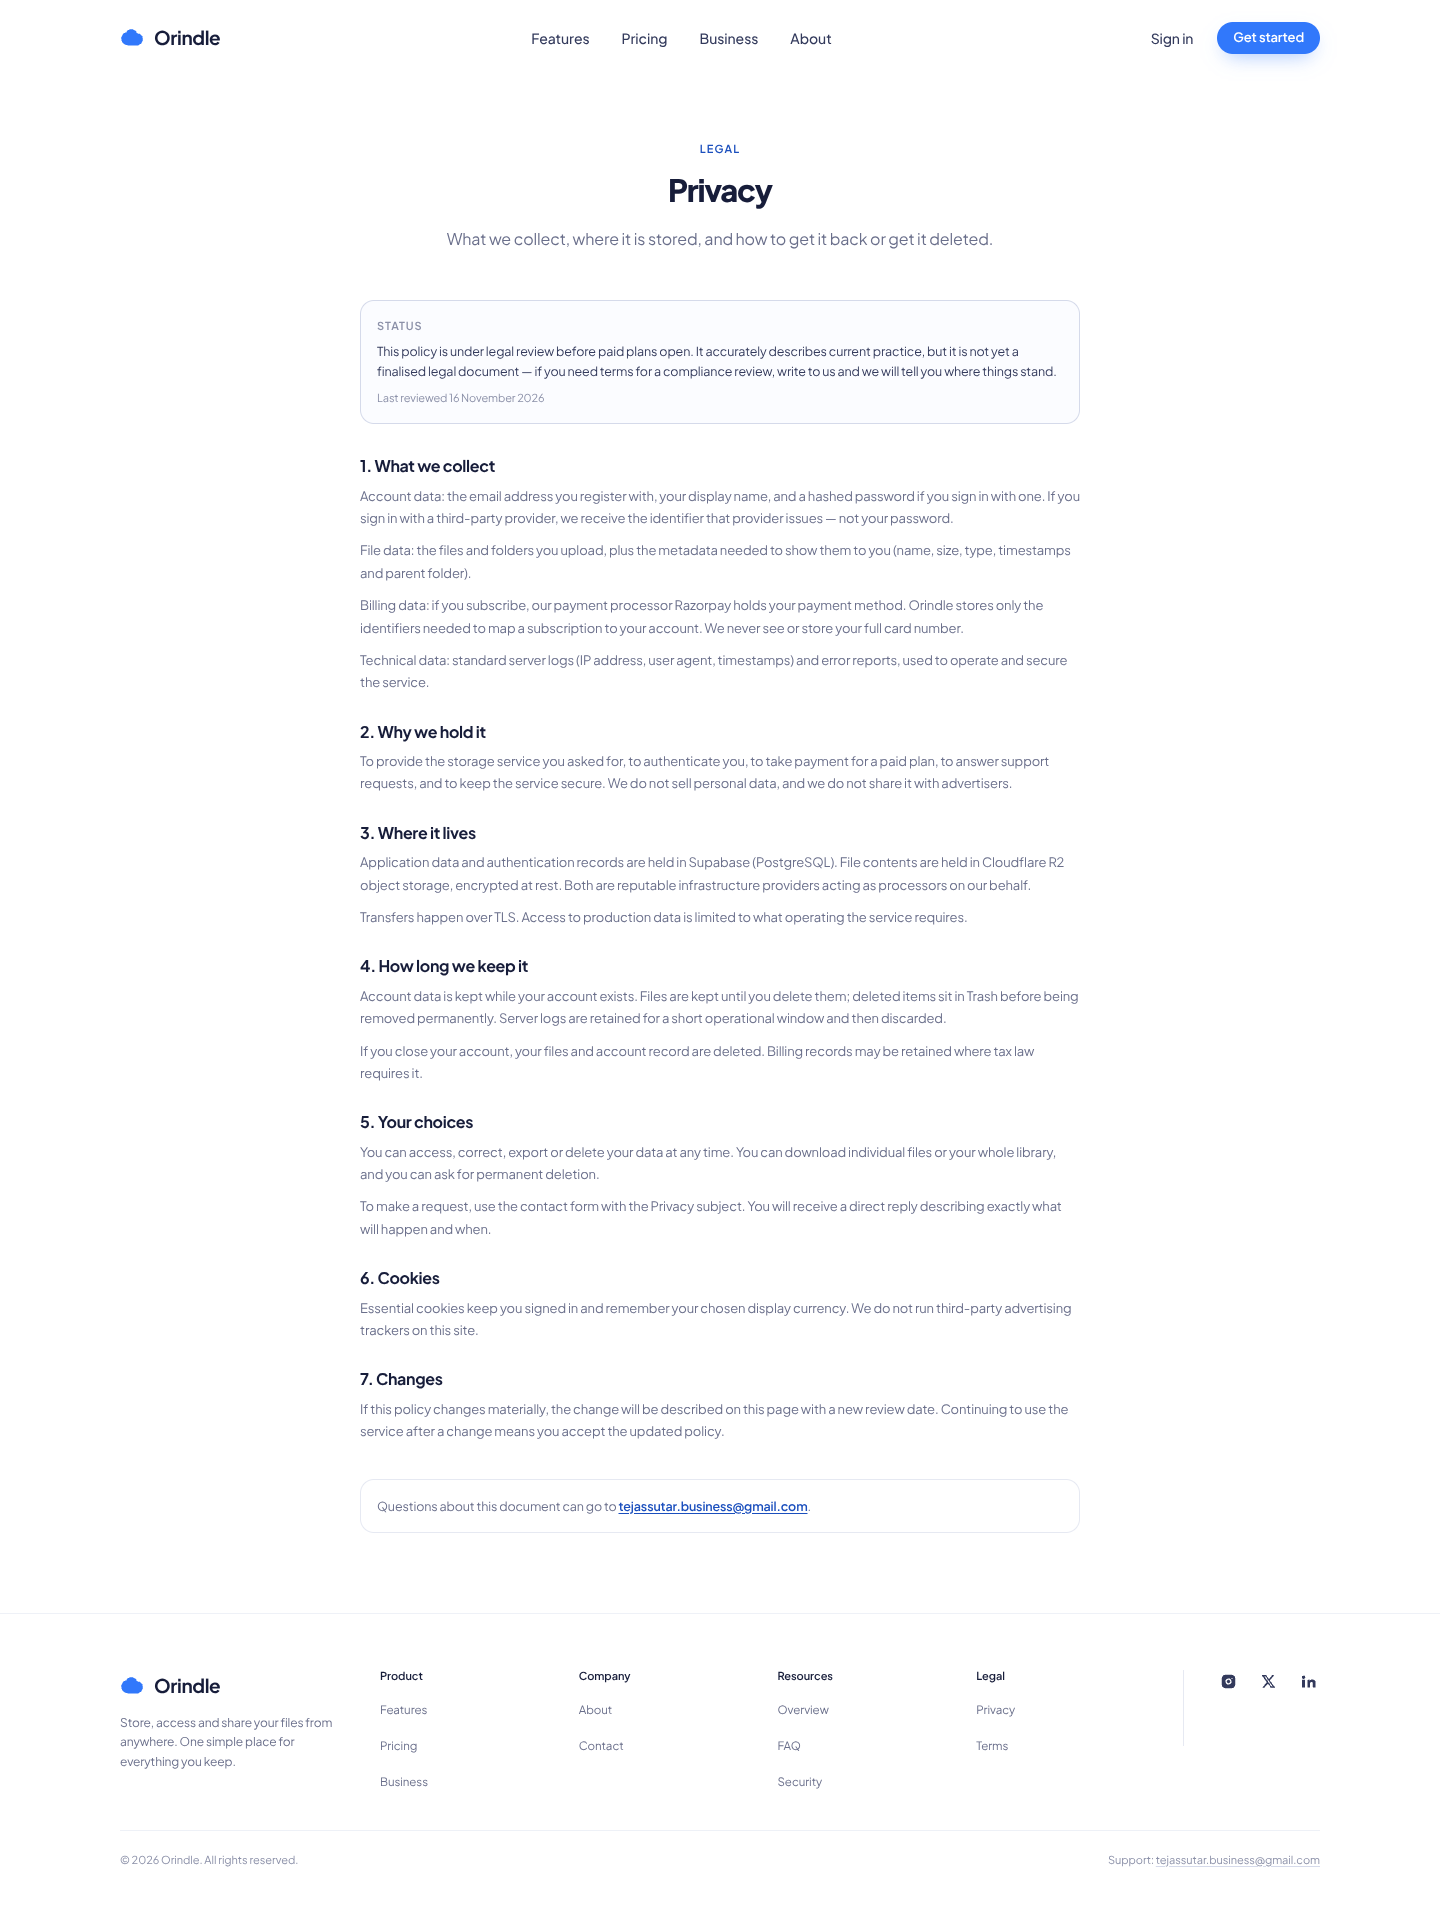 Orindle
Features
Pricing
Business
About
Sign in
Get started
LEGAL
Privacy
What we collect, where it is stored, and how to get it back or get it deleted.
STATUS
This policy is under legal review before paid plans open. It accurately describes current practice, but it is not yet a
finalised legal document — if you need terms for a compliance review, write to us and we will tell you where things stand.
Last reviewed 16 November 2026
1. What we collect
Account data: the email address you register with, your display name, and a hashed password if you sign in with one. If you
sign in with a third-party provider, we receive the identifier that provider issues — not your password.
File data: the files and folders you upload, plus the metadata needed to show them to you (name, size, type, timestamps
and parent folder).
Billing data: if you subscribe, our payment processor Razorpay holds your payment method. Orindle stores only the
identifiers needed to map a subscription to your account. We never see or store your full card number.
Technical data: standard server logs (IP address, user agent, timestamps) and error reports, used to operate and secure
the service.
2. Why we hold it
To provide the storage service you asked for, to authenticate you, to take payment for a paid plan, to answer support
requests, and to keep the service secure. We do not sell personal data, and we do not share it with advertisers.
3. Where it lives
Application data and authentication records are held in Supabase (PostgreSQL). File contents are held in Cloudflare R2
object storage, encrypted at rest. Both are reputable infrastructure providers acting as processors on our behalf.
Transfers happen over TLS. Access to production data is limited to what operating the service requires.
4. How long we keep it
Account data is kept while your account exists. Files are kept until you delete them; deleted items sit in Trash before being
removed permanently. Server logs are retained for a short operational window and then discarded.
If you close your account, your files and account record are deleted. Billing records may be retained where tax law
requires it.
5. Your choices
You can access, correct, export or delete your data at any time. You can download individual files or your whole library,
and you can ask for permanent deletion.
To make a request, use the contact form with the Privacy subject. You will receive a direct reply describing exactly what
will happen and when.
6. Cookies
Essential cookies keep you signed in and remember your chosen display currency. We do not run third-party advertising
trackers on this site.
7. Changes
If this policy changes materially, the change will be described on this page with a new review date. Continuing to use the
service after a change means you accept the updated policy.
Questions about this document can go to tejassutar.business@gmail.com.
Orindle
Store, access and share your files from
anywhere. One simple place for
everything you keep.
Product
Features
Pricing
Business
Company
About
Contact
Resources
Overview
FAQ
Security
Legal
Privacy
Terms
© 2026 Orindle. All rights reserved.
Support: tejassutar.business@gmail.com